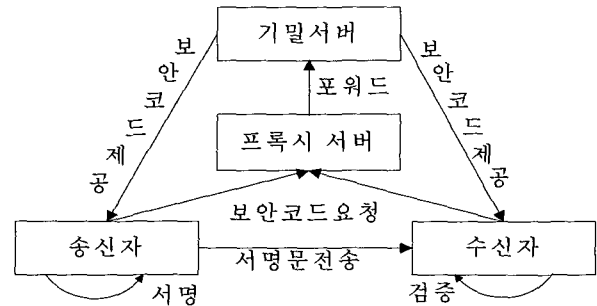 기밀서버
보안코드제공
보안코드제공
포워드
프록시 서버
보안코드요청
송신자
수신자
서명문전송
서명
검증